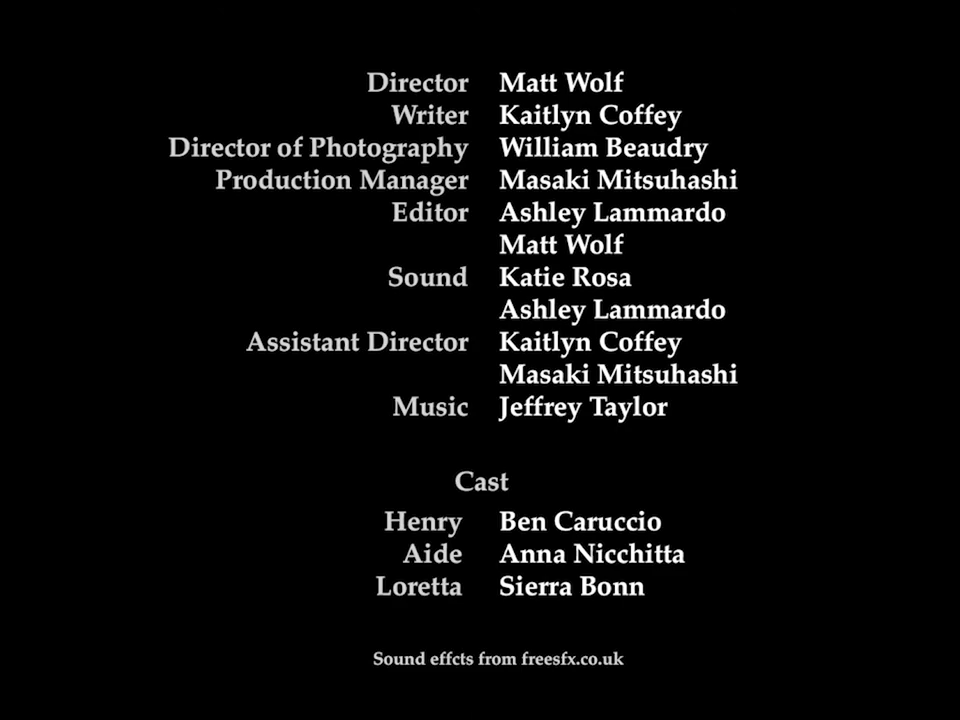 Director Matt Wolf
Writer Kaitlyn Coffey
Director of Photography William Beaudry
Production Manager Masaki Mitsuhashi
Editor Ashley Lammardo
Matt Wolf
Sound Katie Rosa
Ashley Lammardo
Assistant Director Kaitlyn Coffey
Masaki Mitsuhashi
Music Jeffrey Taylor
Cast
Henry Ben Caruccio
Aide Anna Nicchitta
Loretta Sierra Bonn
Sound effcts from freesfx.co.uk